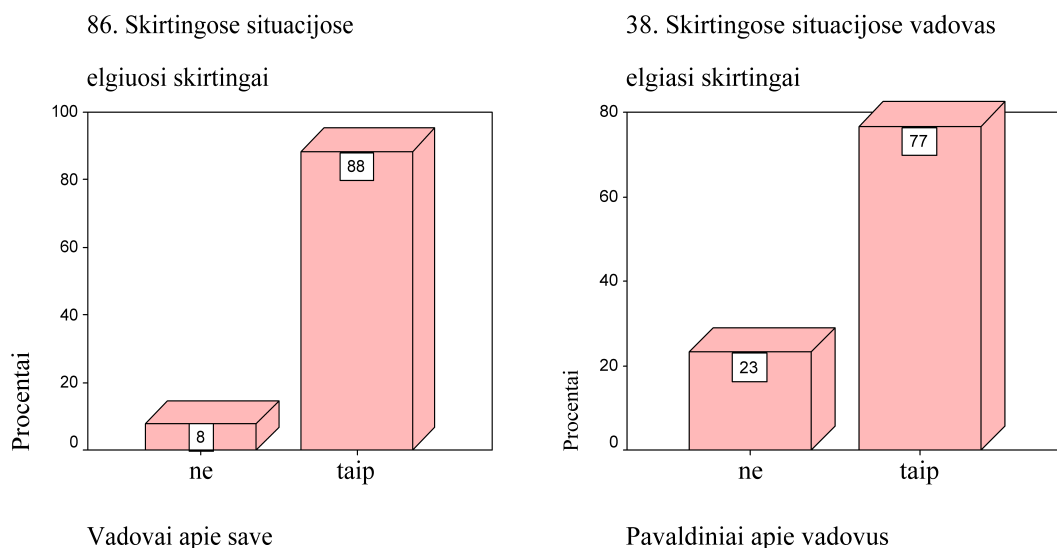 86. Skirtingose situacijose
elgiuosi skirtingai
100
80
60
40
20
0
Procentai
88
8
ne
taip
Vadovai apie save
38. Skirtingose situacijose vadovas
elgiasi skirtingai
80
60
40
20
0
Procentai
77
23
ne
taip
Pavaldiniai apie vadovus